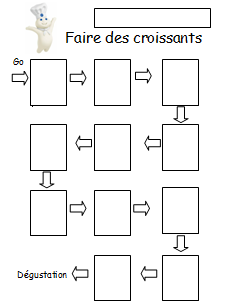 Faire des croissants
Go
Dégustation